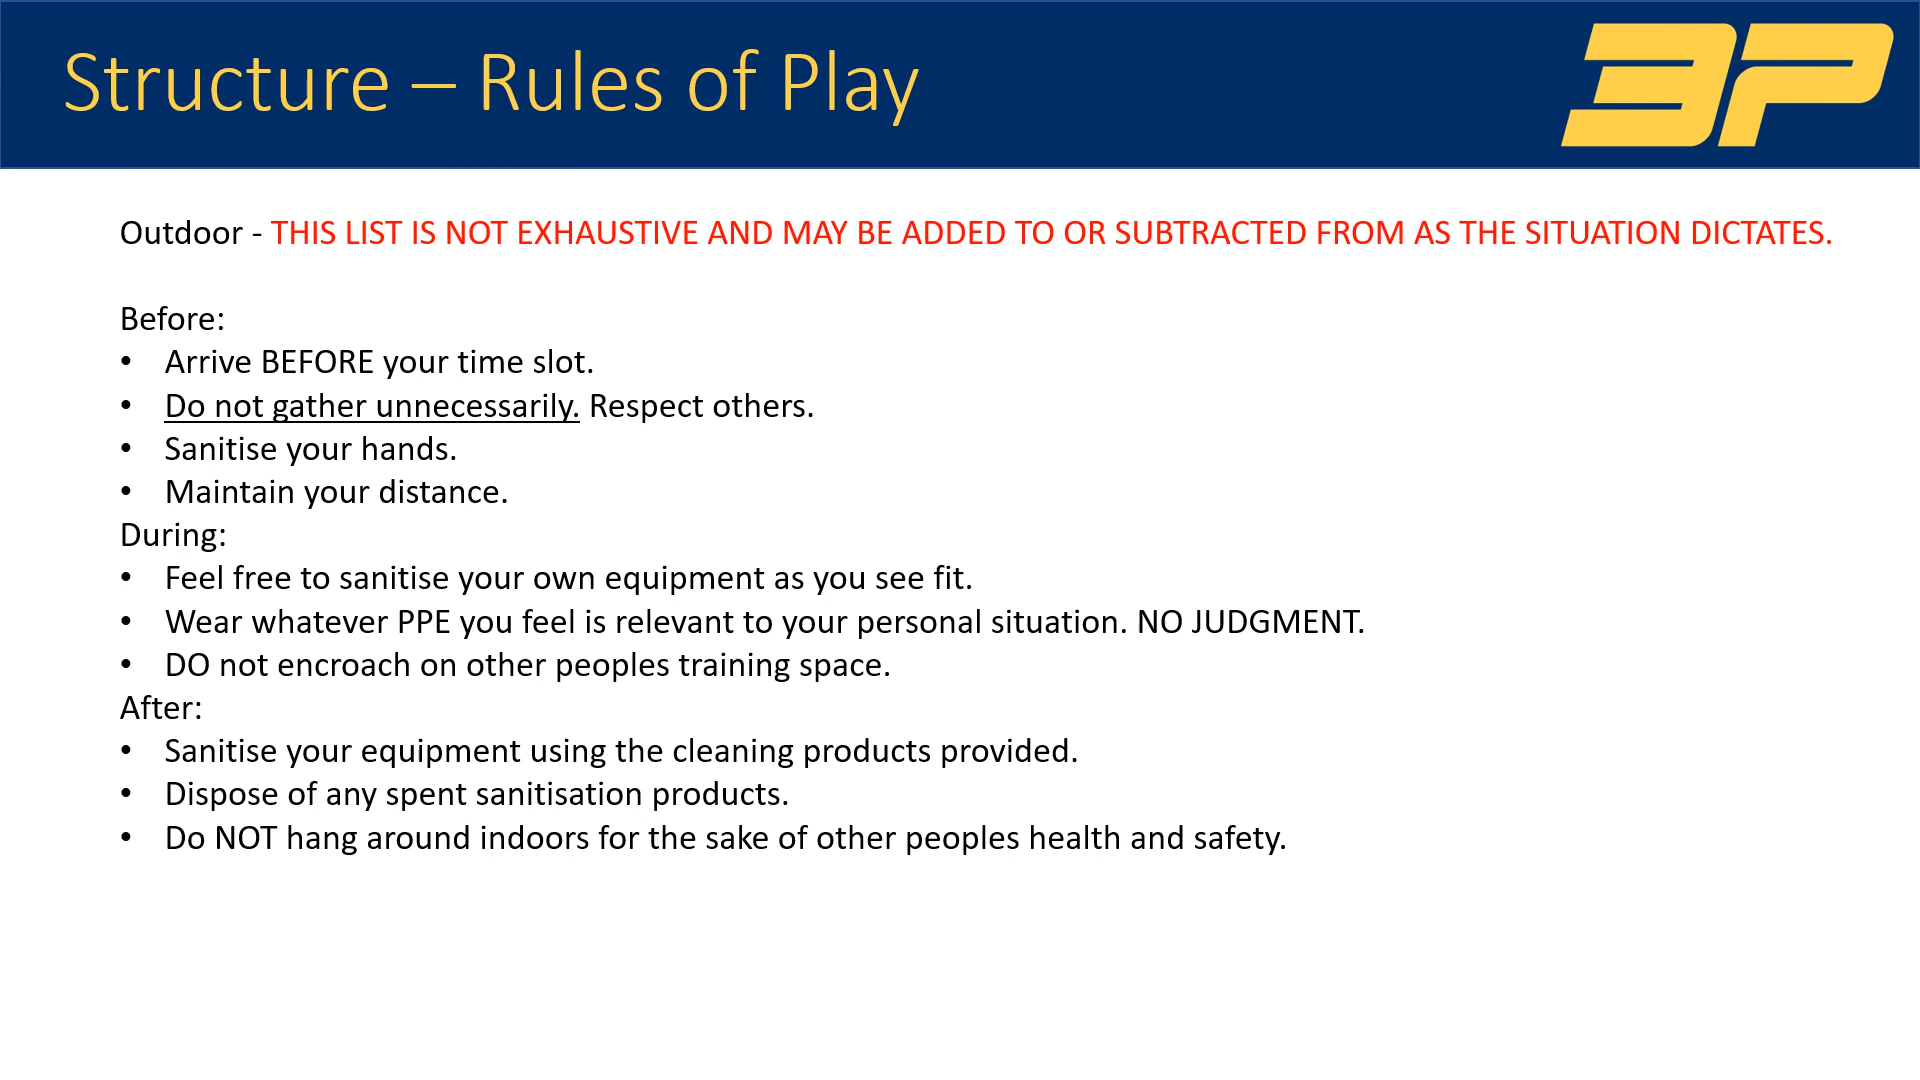 Structure – Rules of Play
3P
Outdoor - THIS LIST IS NOT EXHAUSTIVE AND MAY BE ADDED TO OR SUBTRACTED FROM AS THE SITUATION DICTATES.
Before:
• Arrive BEFORE your time slot.
• Do not gather unnecessarily. Respect others.
• Sanitise your hands.
• Maintain your distance.
During:
• Feel free to sanitise your own equipment as you see fit.
• Wear whatever PPE you feel is relevant to your personal situation. NO JUDGMENT.
• DO not encroach on other peoples training space.
After:
• Sanitise your equipment using the cleaning products provided.
• Dispose of any spent sanitisation products.
• Do NOT hang around indoors for the sake of other peoples health and safety.